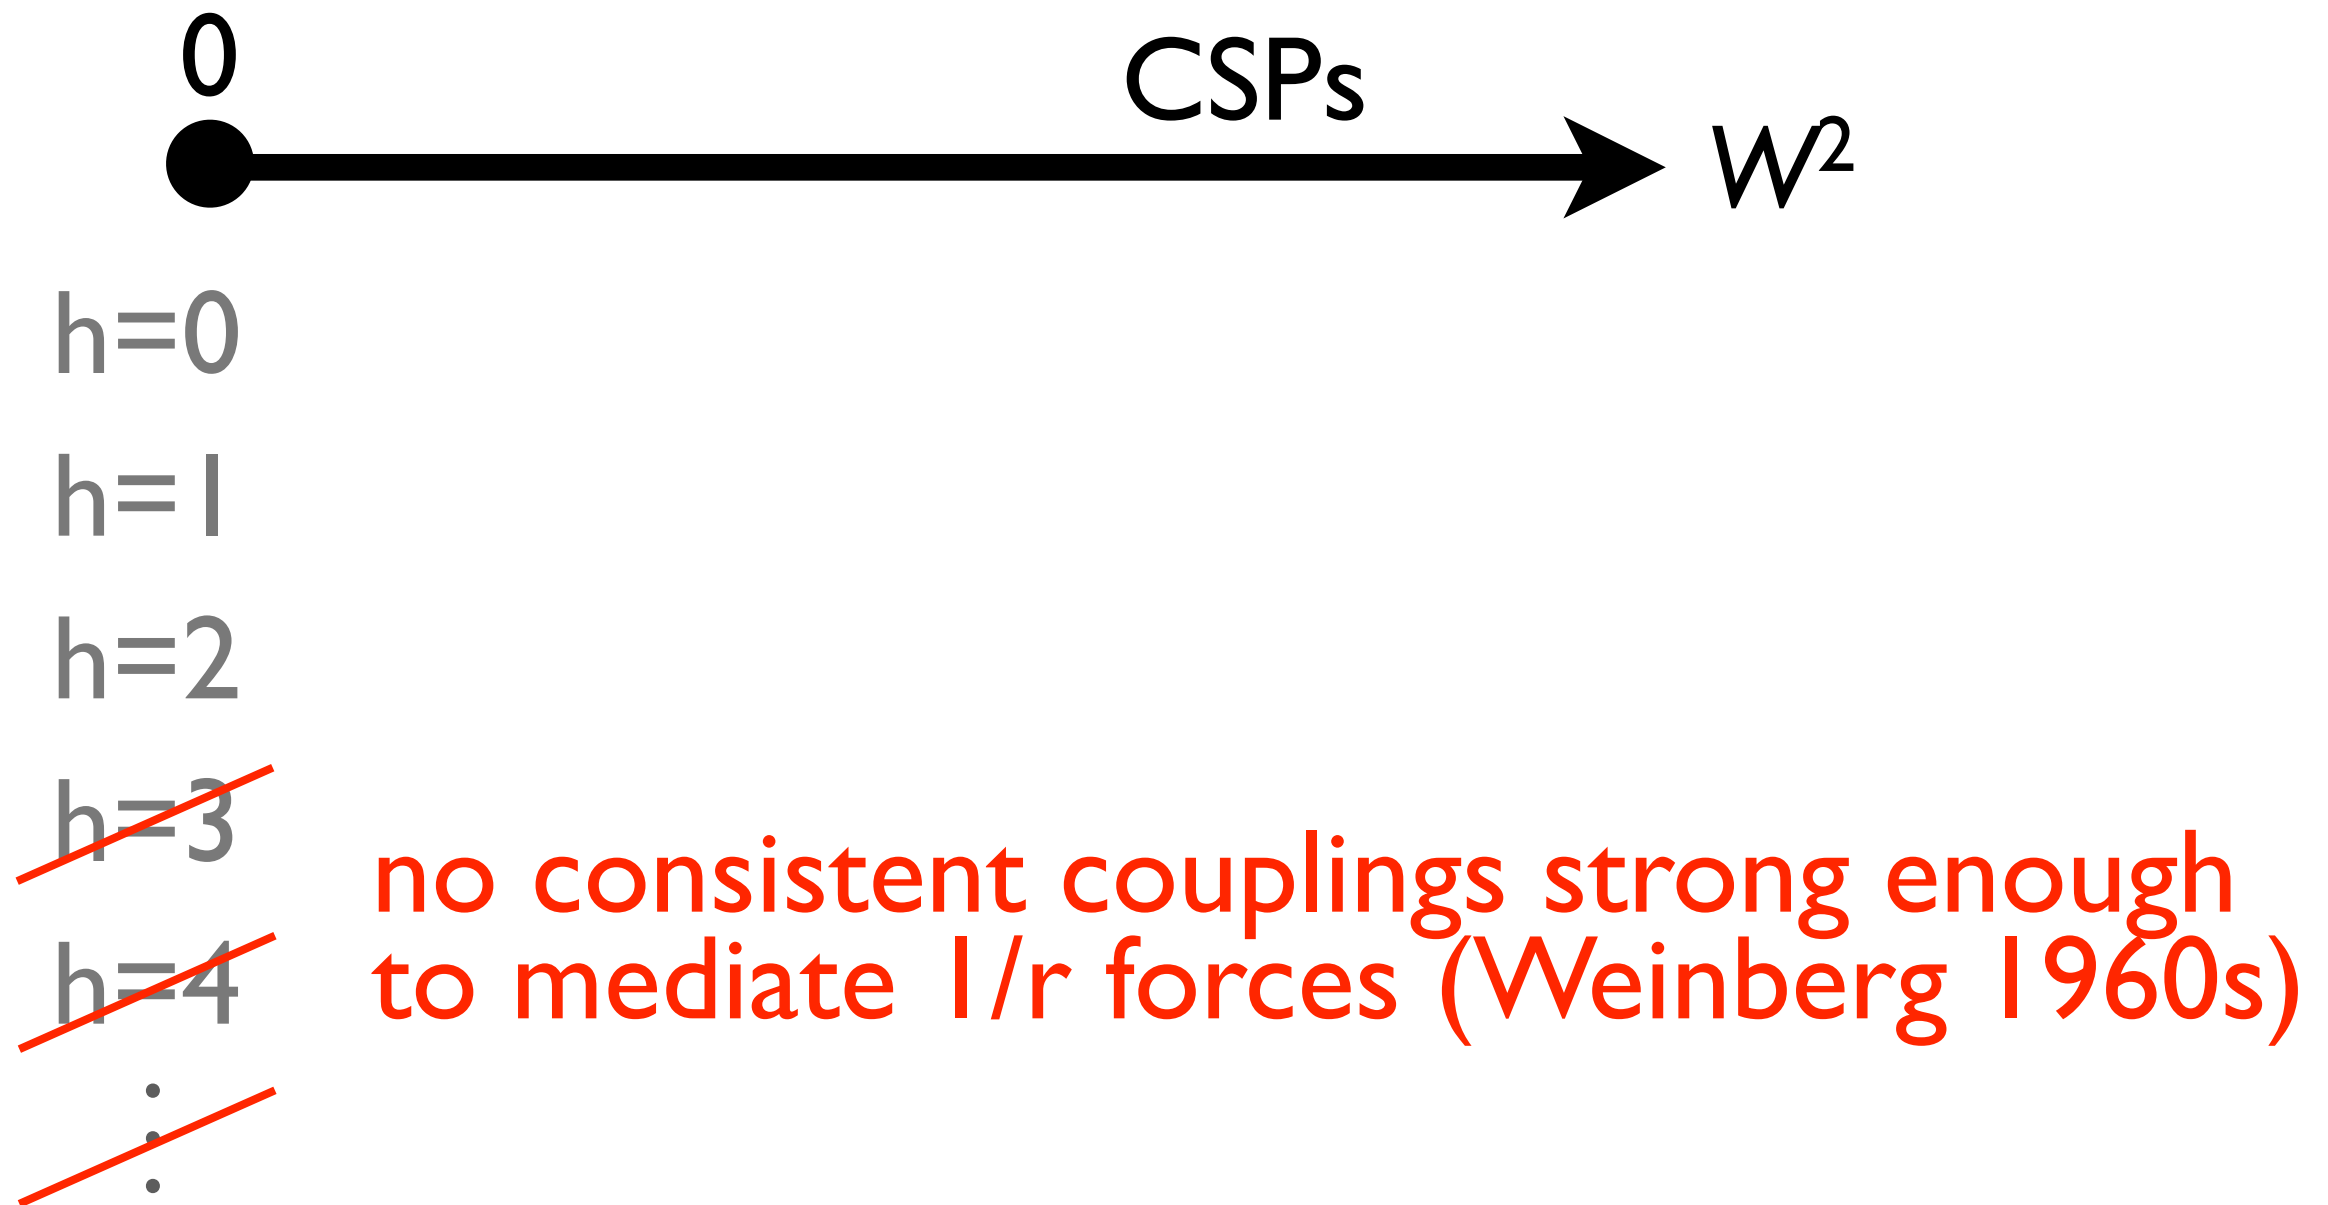 0
CSPs
W²
h=0
h=1
h=2
h=3
h=4
no consistent couplings strong enough
to mediate 1/r forces (Weinberg 1960s)